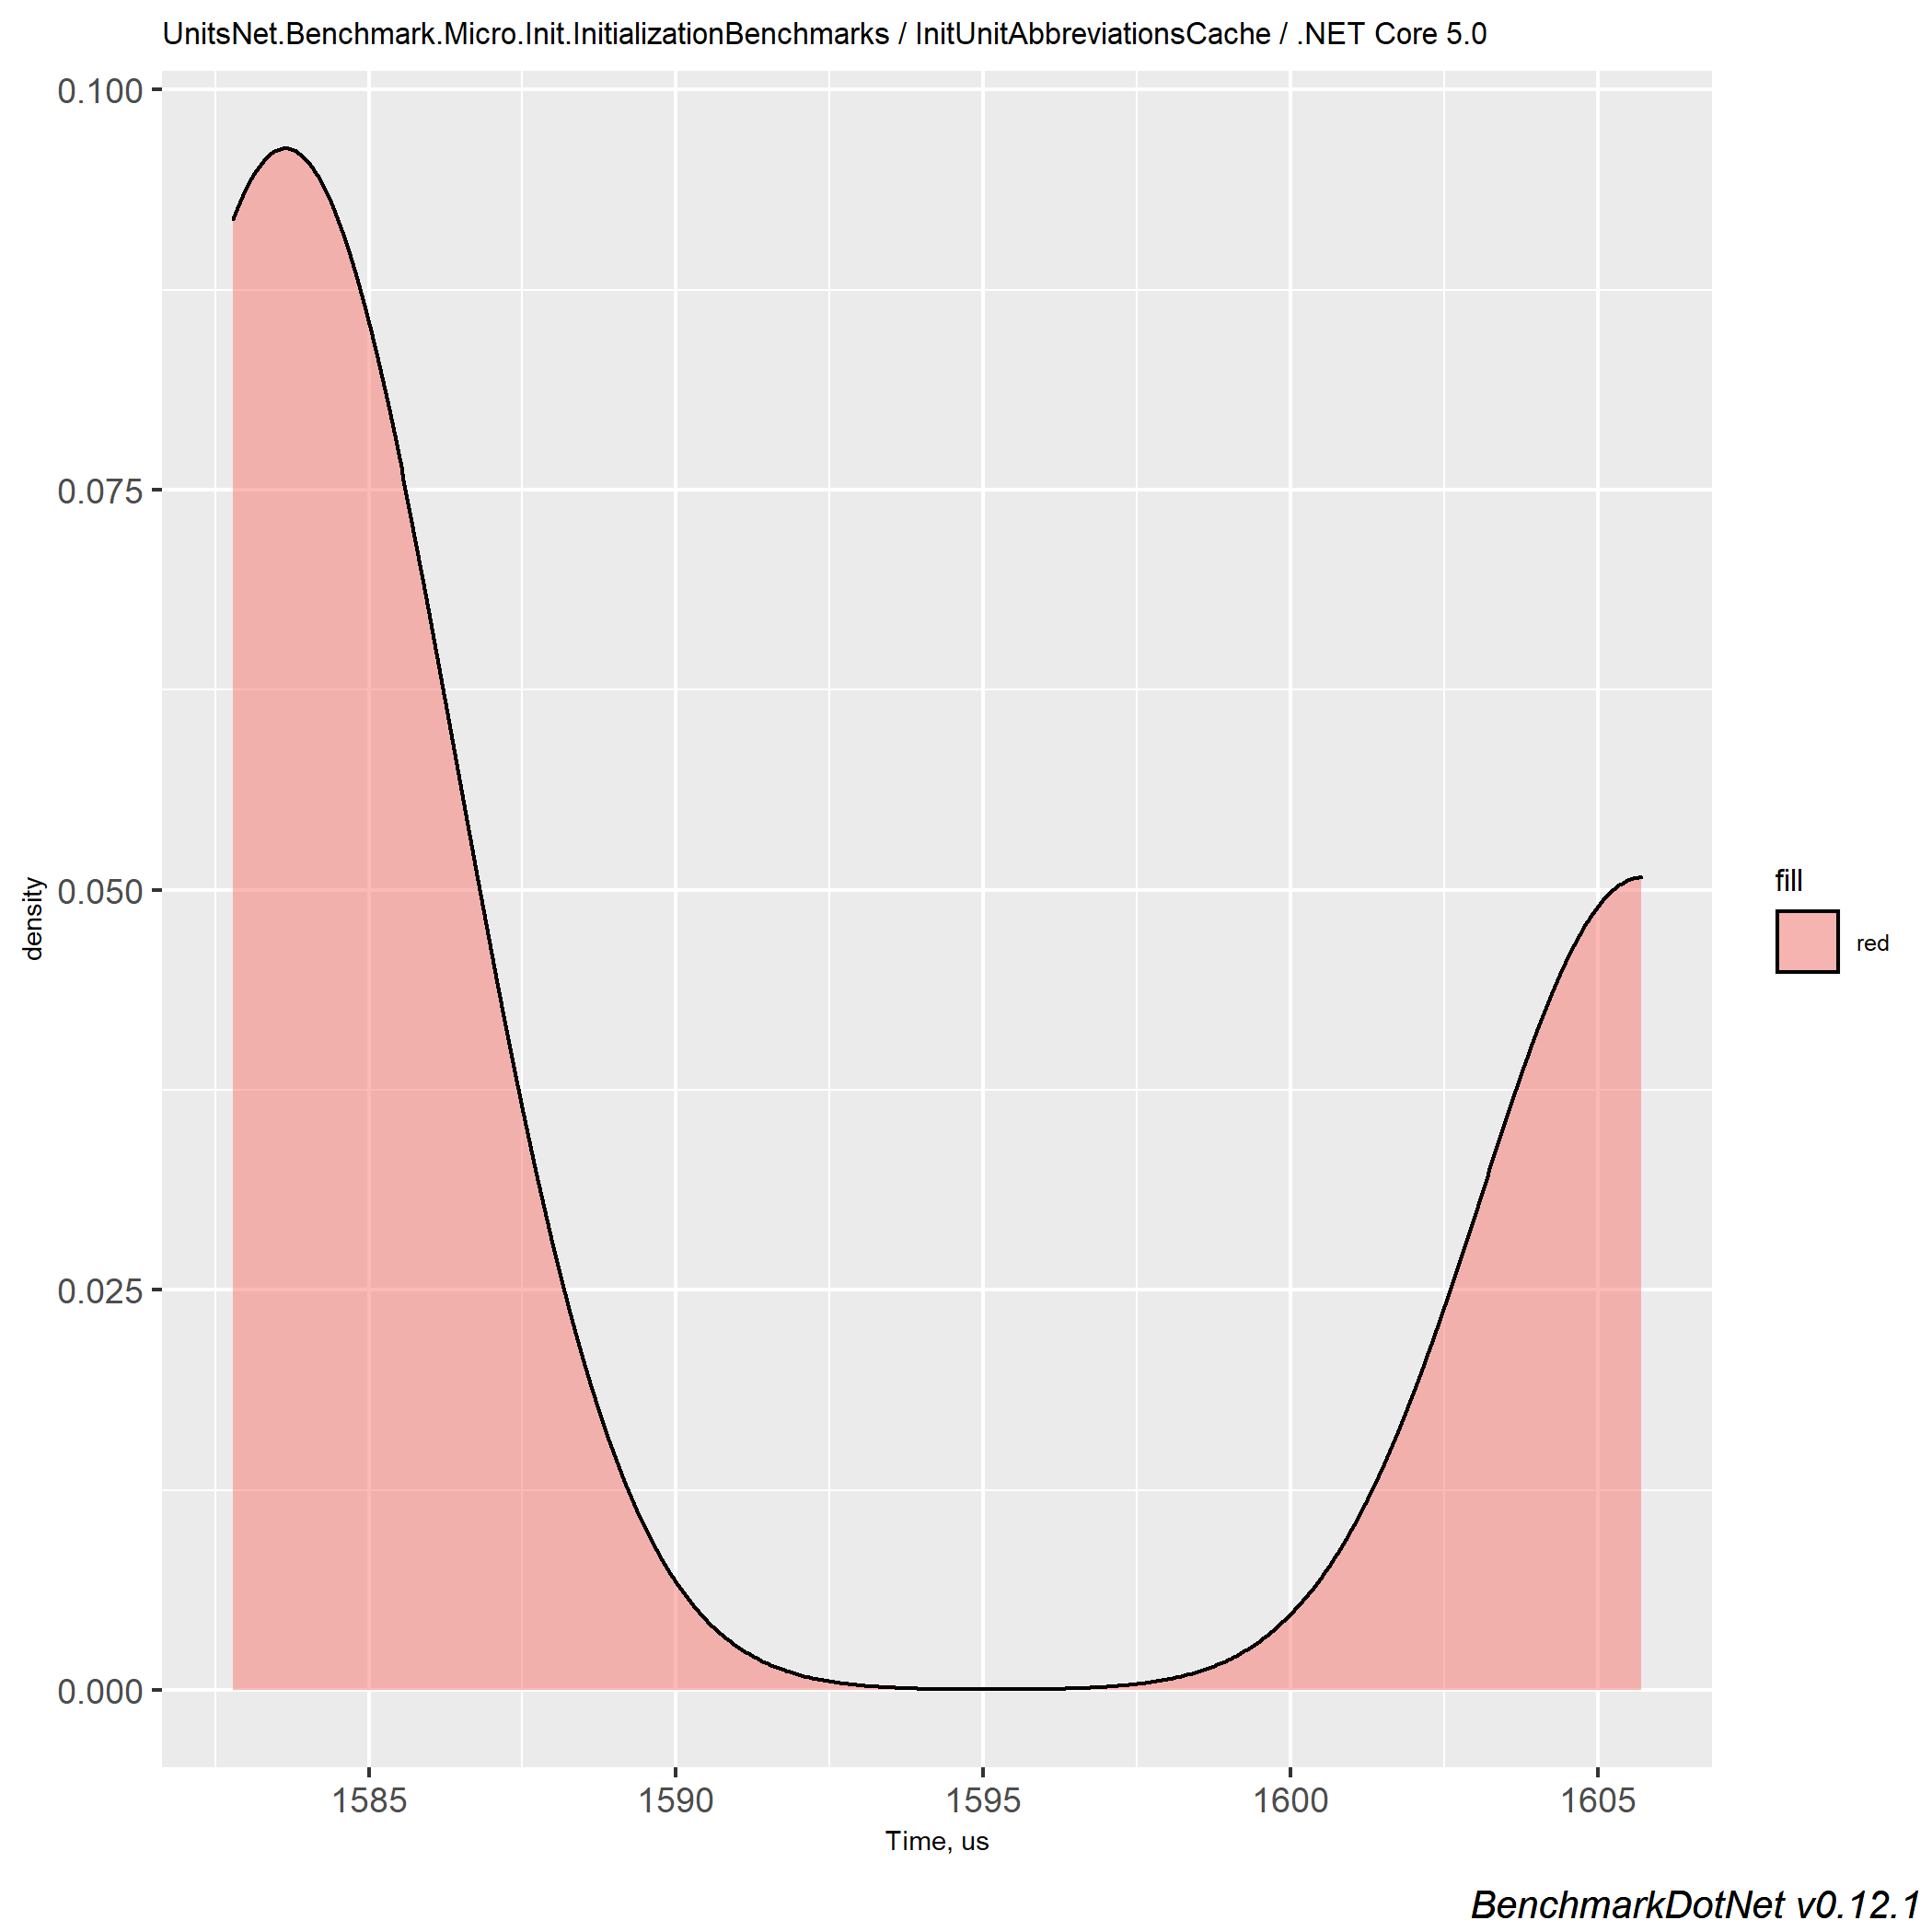 UnitsNet.Benchmark.Micro.Init.InitializationBenchmarks / InitUnitAbbreviationsCache / .NET Core 5.0
0.100
0.075
0.050
0.025
0.000
density
fill
red
1585 1590 1595 1600 1605
Time, us
BenchmarkDotNet v0.12.1